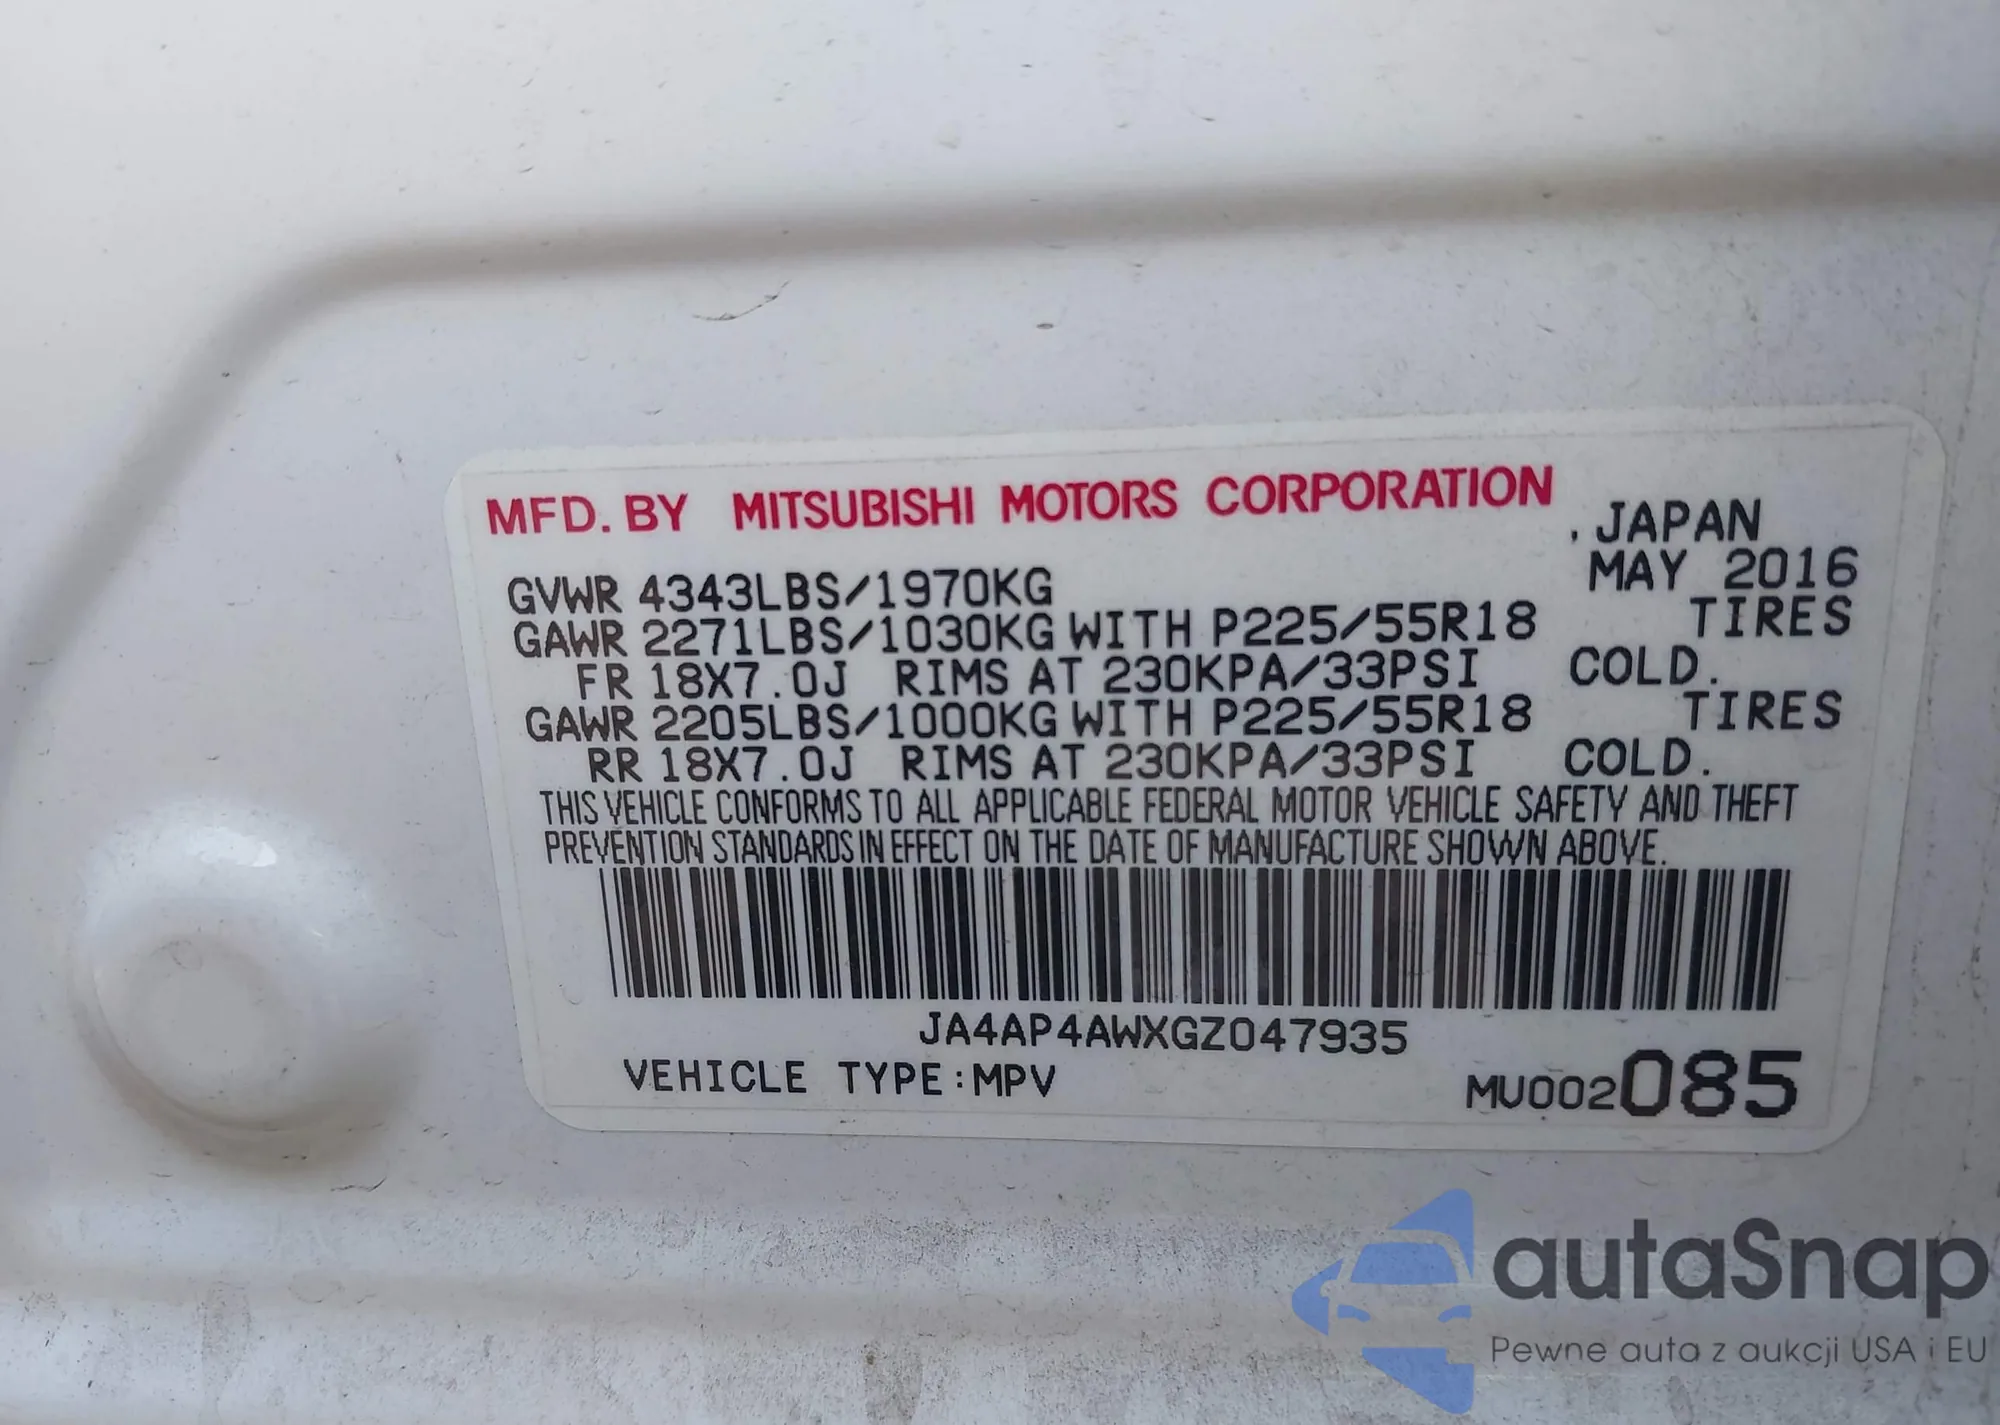 MFD. BY MITSUBISHI MOTORS CORPORATION
.JAPAN
MAY 2016
GVWR 4343LBS/1970KG
GAWR 2271LBS/1030KG WITH P225/55R18 TIRES
FR 18X7.0J RIMS AT 230KPA/33PSI COLD.
GAWR 2205LBS/1000KG WITH P225/55R18 TIRES
RR 18X7.0J RIMS AT 230KPA/33PSI COLD.
THIS VEHICLE CONFORMS TO ALL APPLICABLE FEDERAL MOTOR VEHICLE SAFETY AND THEFT
PREVENTION STANDARDS IN EFFECT ON THE DATE OF MANUFACTURE SHOWN ABOVE.
JA4AP4AWXGZ047935
VEHICLE TYPE:MPV
MU002085
autaSnap
Pewne auta z aukcji USA i EU